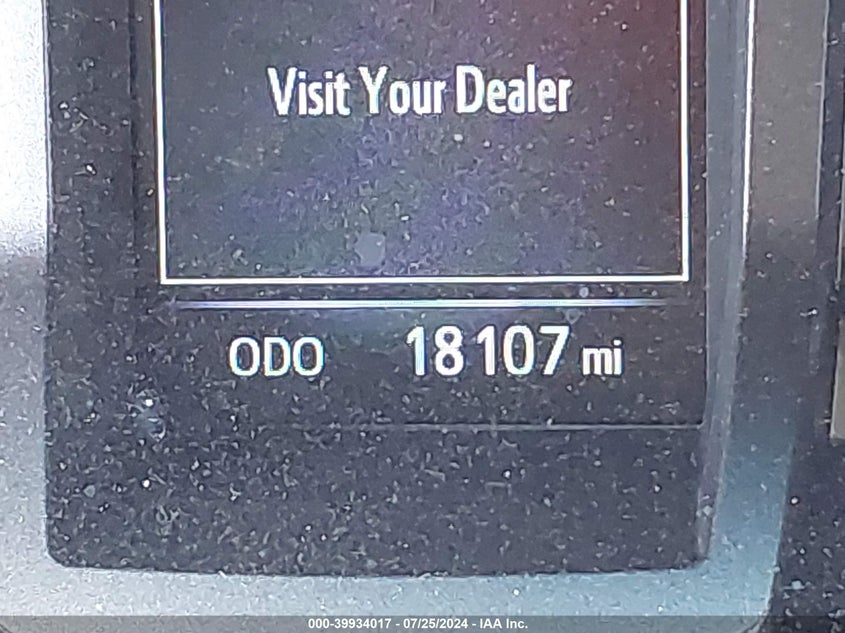 Visit Your Dealer
ODO 18107 mi
000-39934017 - 07/25/2024 - IAA Inc.